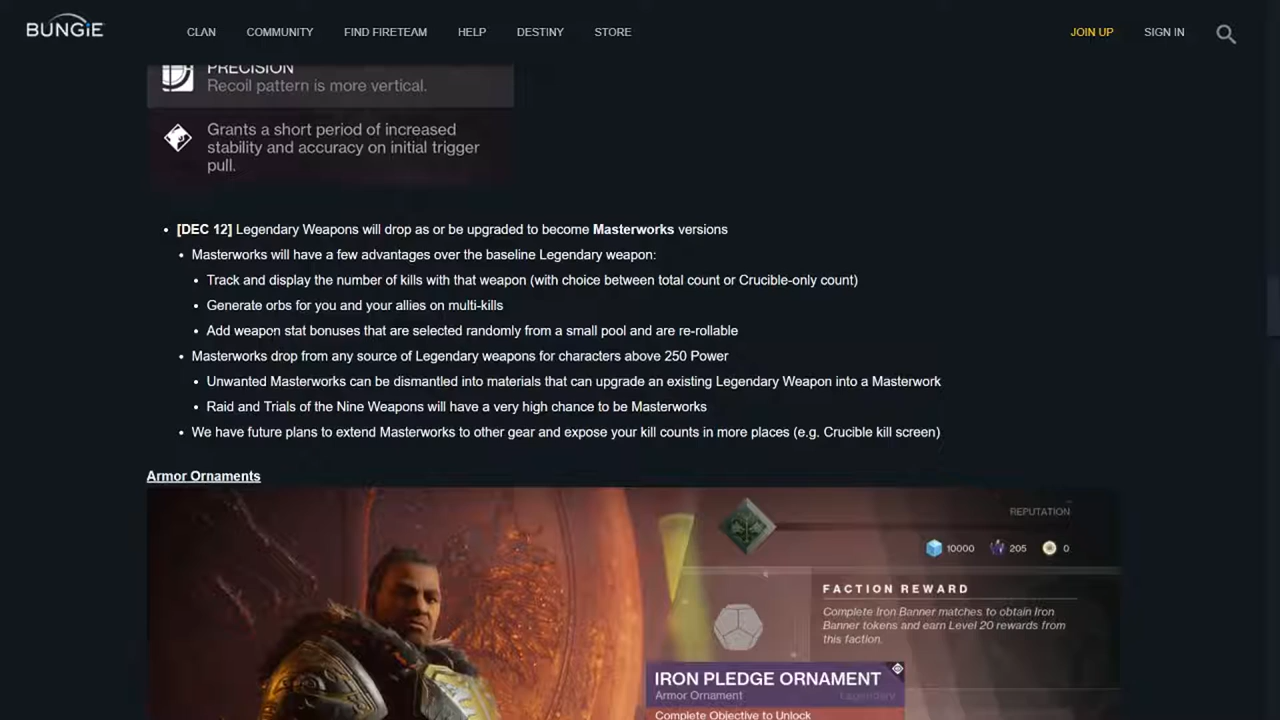 BUNGiE
CLAN COMMUNITY FIND FIRETEAM HELP DESTINY STORE JOIN UP SIGN IN
PRECISION
Recoil pattern is more vertical.
Grants a short period of increased
stability and accuracy on initial trigger
pull.
• [DEC 12] Legendary Weapons will drop as or be upgraded to become Masterworks versions
• Masterworks will have a few advantages over the baseline Legendary weapon:
• Track and display the number of kills with that weapon (with choice between total count or Crucible-only count)
• Generate orbs for you and your allies on multi-kills
• Add weapon stat bonuses that are selected randomly from a small pool and are re-rollable
• Masterworks drop from any source of Legendary weapons for characters above 250 Power
• Unwanted Masterworks can be dismantled into materials that can upgrade an existing Legendary Weapon into a Masterwork
• Raid and Trials of the Nine Weapons will have a very high chance to be Masterworks
• We have future plans to extend Masterworks to other gear and expose your kill counts in more places (e.g. Crucible kill screen)
Armor Ornaments
REPUTATION
10000 205 0
FACTION REWARD
Complete Iron Banner matches to obtain Iron
Banner tokens and earn Level 20 rewards from
this faction.
IRON PLEDGE ORNAMENT
Armor Ornament Legendary
Complete Objective to Unlock